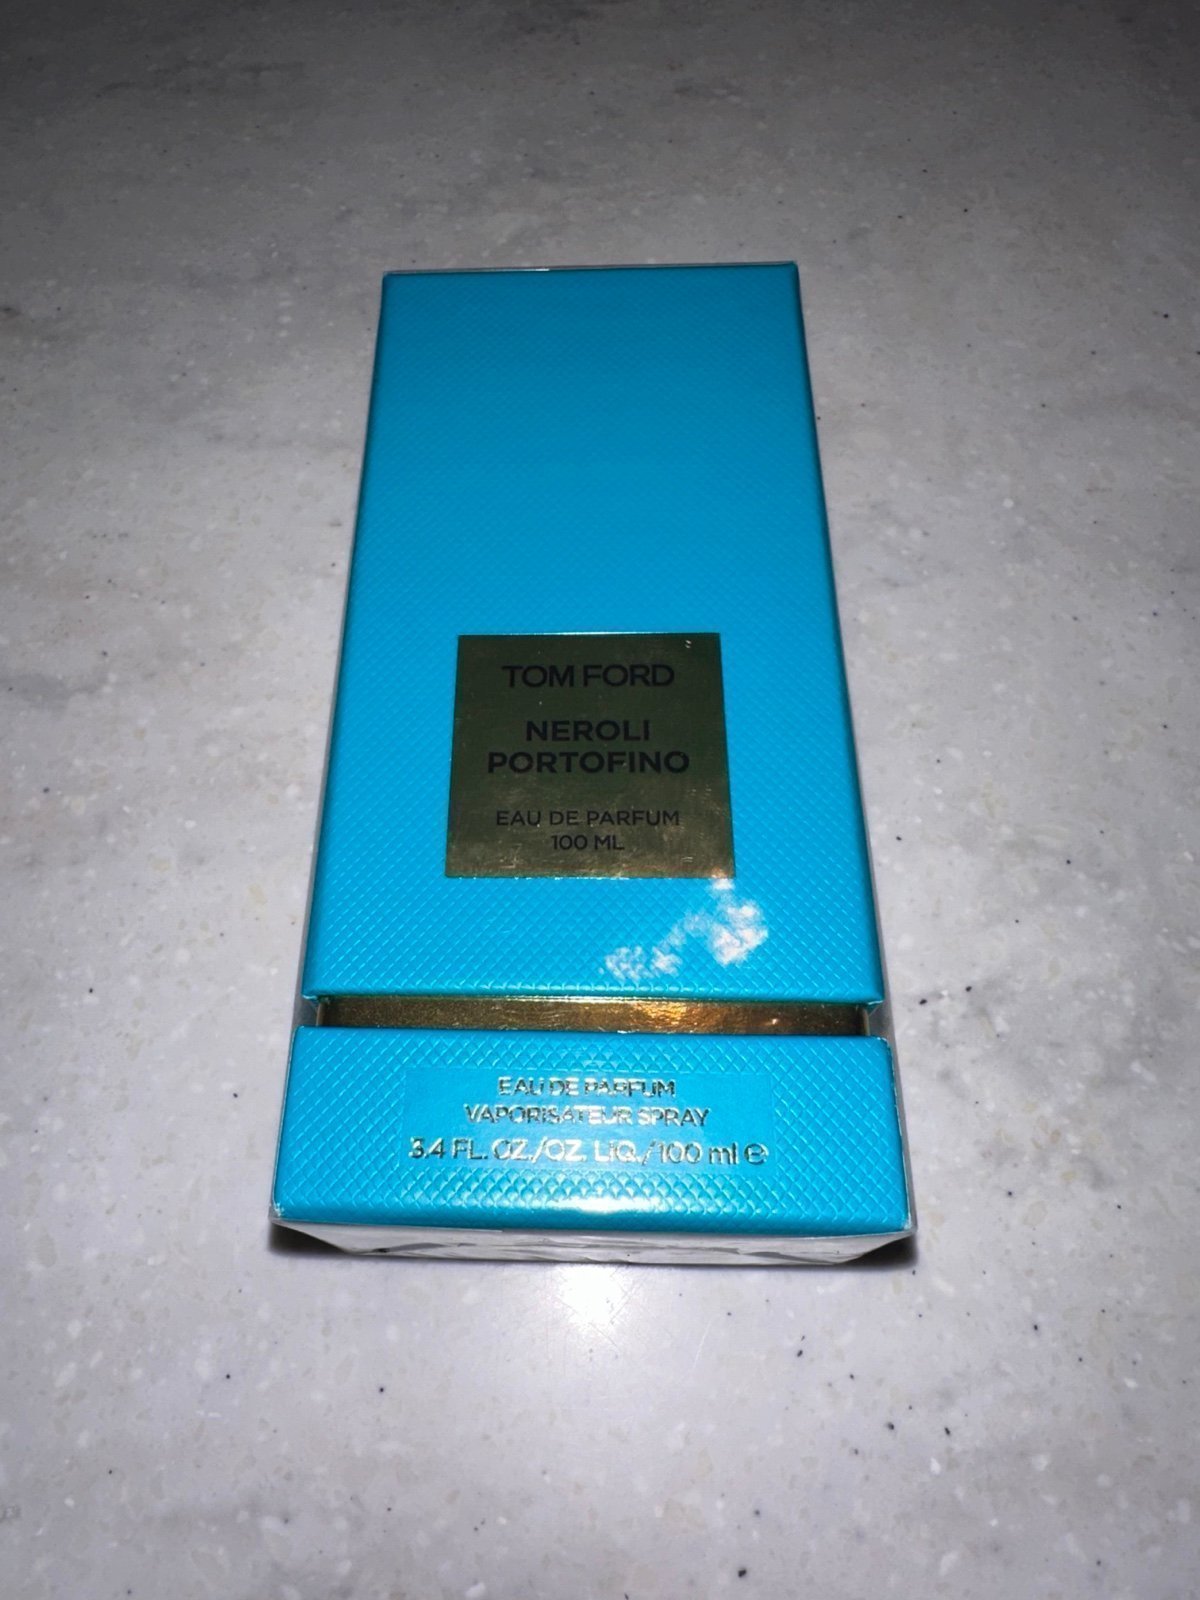 TOM FORD
NEROLI
PORTOFINO
EAU DE PARFUM
100 ML
EAU DE PARFUM
VAPORISATEUR SPRAY
3.4 FL. OZ./OZ. LIQ./100 ml ℮